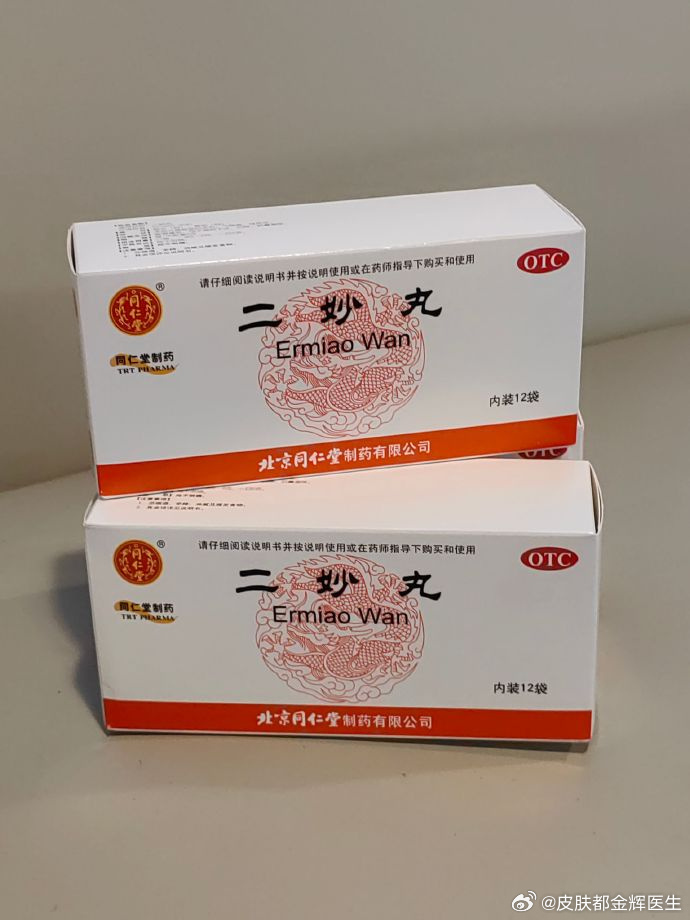 OTC
请仔细阅读说明书并按说明使用或在药师指导下购买和使用
同仁堂
®
二妙丸
Ermiao Wan
同仁堂制药
TRT PHARMA
内装12袋
北京同仁堂制药有限公司
OTC
请仔细阅读说明书并按说明使用或在药师指导下购买和使用
OTC
同仁堂
®
二妙丸
Ermiao Wan
同仁堂制药
TRT PHARMA
内装12袋
北京同仁堂制药有限公司
@皮肤都金辉医生